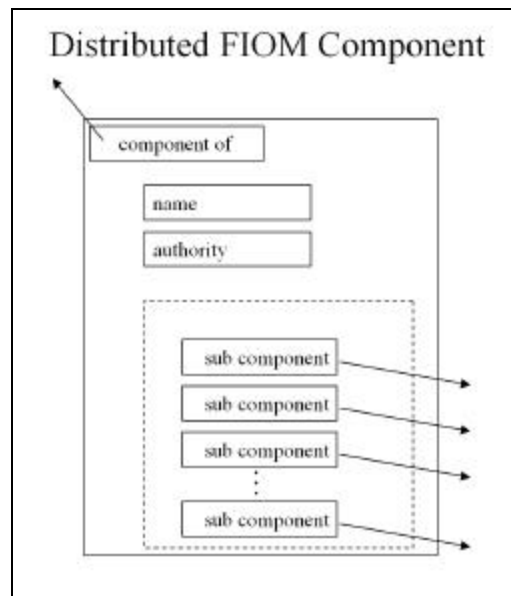 Distributed FIOM Component
component of
name
authority
sub component
sub component
sub component
sub component